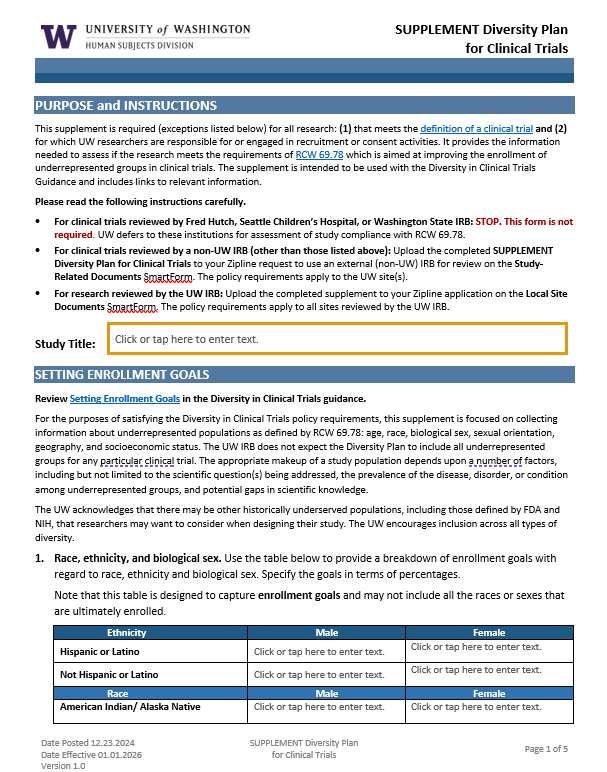 W UNIVERSITY of WASHINGTON
HUMAN SUBJECTS DIVISION
SUPPLEMENT Diversity Plan
for Clinical Trials
PURPOSE and INSTRUCTIONS
This supplement is required (exceptions listed below) for all research: (1) that meets the definition of a clinical trial and (2)
for which UW researchers are responsible for or engaged in recruitment or consent activities. It provides the information
needed to assess if the research meets the requirements of RCW 69.78 which is aimed at improving the enrollment of
underrepresented groups in clinical trials. The supplement is intended to be used with the Diversity in Clinical Trials
Guidance and includes links to relevant information.
Please read the following instructions carefully.
• For clinical trials reviewed by Fred Hutch, Seattle Children's Hospital, or Washington State IRB: STOP. This form is not
required. UW defers to these institutions for assessment of study compliance with RCW 69.78.
• For clinical trials reviewed by a non-UW IRB (other than those listed above): Upload the completed SUPPLEMENT
Diversity Plan for Clinical Trials to your Zipline request to use an external (non-UW) IRB for review on the Study-
Related Documents SmartForm. The policy requirements apply to the UW site(s).
• For research reviewed by the UW IRB: Upload the completed supplement to your Zipline application on the Local Site
Documents SmartForm. The policy requirements apply to all sites reviewed by the UW IRB.
Study Title: Click or tap here to enter text.
SETTING ENROLLMENT GOALS
Review Setting Enrollment Goals in the Diversity in Clinical Trials guidance.
For the purposes of satisfying the Diversity in Clinical Trials policy requirements, this supplement is focused on collecting
information about underrepresented populations as defined by RCW 69.78: age, race, biological sex, sexual orientation,
geography, and socioeconomic status. The UW IRB does not expect the Diversity Plan to include all underrepresented
groups for any particular clinical trial. The appropriate makeup of a study population depends upon a number of factors,
including but not limited to the scientific question(s) being addressed, the prevalence of the disease, disorder, or condition
among underrepresented groups, and potential gaps in scientific knowledge.
The UW acknowledges that there may be other historically underserved populations, including those defined by FDA and
NIH, that researchers may want to consider when designing their study. The UW encourages inclusion across all types of
diversity.
1. Race, ethnicity, and biological sex. Use the table below to provide a breakdown of enrollment goals with
regard to race, ethnicity and biological sex. Specify the goals in terms of percentages.
Note that this table is designed to capture enrollment goals and may not include all the races or sexes that
are ultimately enrolled.
Ethnicity Male Female
Hispanic or Latino Click or tap here to enter text. Click or tap here to enter text.
Not Hispanic or Latino Click or tap here to enter text. Click or tap here to enter text.
Race Male Female
American Indian/ Alaska Native Click or tap here to enter text. Click or tap here to enter text.
Date Posted 12.23.2024
Date Effective 01.01.2026
Version 1.0
SUPPLEMENT Diversity Plan
for Clinical Trials
Page 1 of 5